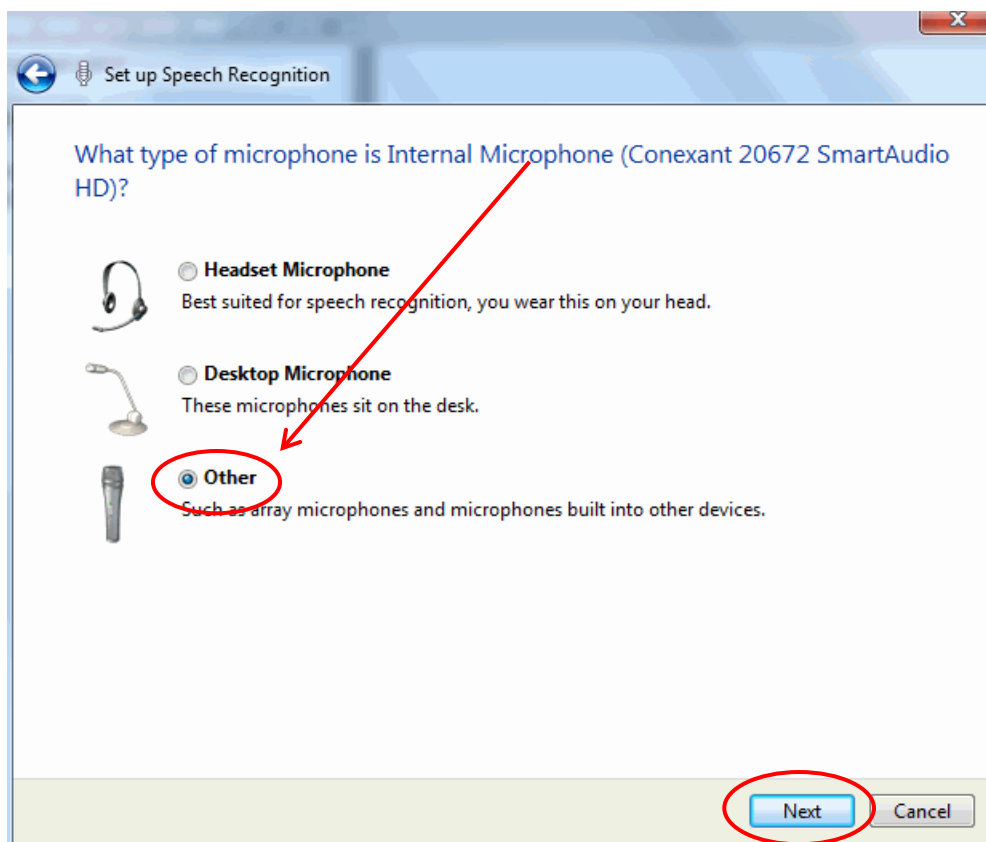 Set up Speech Recognition
What type of microphone is Internal Microphone (Conexant 20672 SmartAudio
HD)?
Headset Microphone
Best suited for speech recognition, you wear this on your head.
Desktop Microphone
These microphones sit on the desk.
Other
Such as array microphones and microphones built into other devices.
Next Cancel